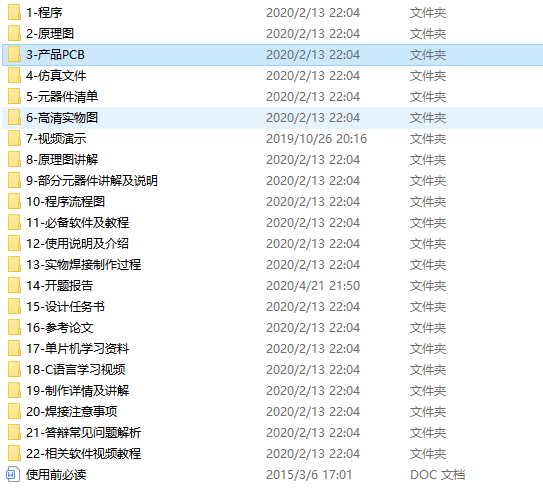 1-程序 2020/2/13 22:04 文件夹
2-原理图 2020/2/13 22:04 文件夹
3-产品PCB 2020/2/13 22:04 文件夹
4-仿真文件 2020/2/13 22:04 文件夹
5-元器件清单 2020/2/13 22:04 文件夹
6-高清实物图 2020/2/13 22:04 文件夹
7-视频演示 2019/10/26 20:16 文件夹
8-原理图讲解 2020/2/13 22:04 文件夹
9-部分元器件讲解及说明 2020/2/13 22:04 文件夹
10-程序流程图 2020/2/13 22:04 文件夹
11-必备软件及教程 2020/2/13 22:04 文件夹
12-使用说明及介绍 2020/2/13 22:04 文件夹
13-实物焊接制作过程 2020/2/13 22:04 文件夹
14-开题报告 2020/4/21 21:50 文件夹
15-设计任务书 2020/2/13 22:04 文件夹
16-参考论文 2020/2/13 22:04 文件夹
17-单片机学习资料 2020/2/13 22:04 文件夹
18-C语言学习视频 2020/2/13 22:04 文件夹
19-制作详情及讲解 2020/2/13 22:04 文件夹
20-焊接注意事项 2020/2/13 22:04 文件夹
21-答辩常见问题解析 2020/2/13 22:04 文件夹
22-相关软件视频教程 2020/2/13 22:04 文件夹
使用前必读 2015/3/6 17:01 DOC 文档